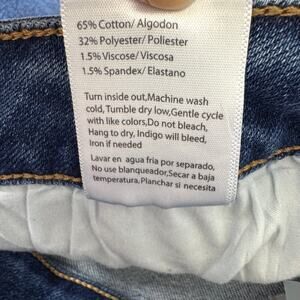 65% Cotton/ Algodon
32% Polyester/ Poliester
1.5% Viscose/ Viscosa
1.5% Spandex/ Elastano
Turn inside out,Machine wash
cold, Tumble dry low,Gentle cycle
with like colors,Do not bleach,
Hang to dry, Indigo will bleed,
Iron if needed
Lavar en agua fria por separado,
No use blanqueador,Secar a baja
temperatura, Planchar si necesita